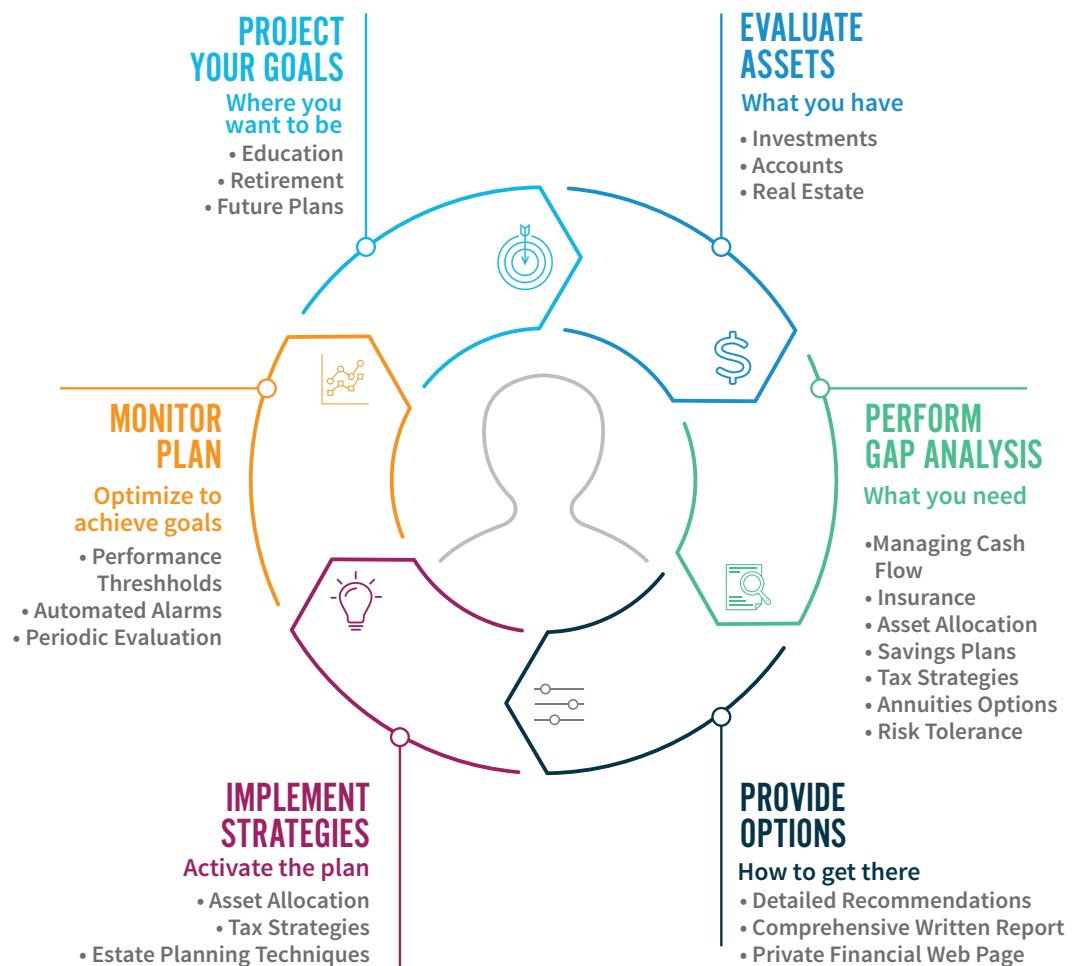 PROJECT
YOUR GOALS
Where you
want to be
• Education
• Retirement
• Future Plans
EVALUATE
ASSETS
What you have
• Investments
• Accounts
• Real Estate
PERFORM
GAP ANALYSIS
What you need
•Managing Cash
Flow
• Insurance
• Asset Allocation
• Savings Plans
• Tax Strategies
• Annuities Options
• Risk Tolerance
PROVIDE
OPTIONS
How to get there
• Detailed Recommendations
• Comprehensive Written Report
• Private Financial Web Page
IMPLEMENT
STRATEGIES
Activate the plan
• Asset Allocation
• Tax Strategies
• Estate Planning Techniques
MONITOR
PLAN
Optimize to
achieve goals
• Performance
Threshholds
• Automated Alarms
• Periodic Evaluation
$